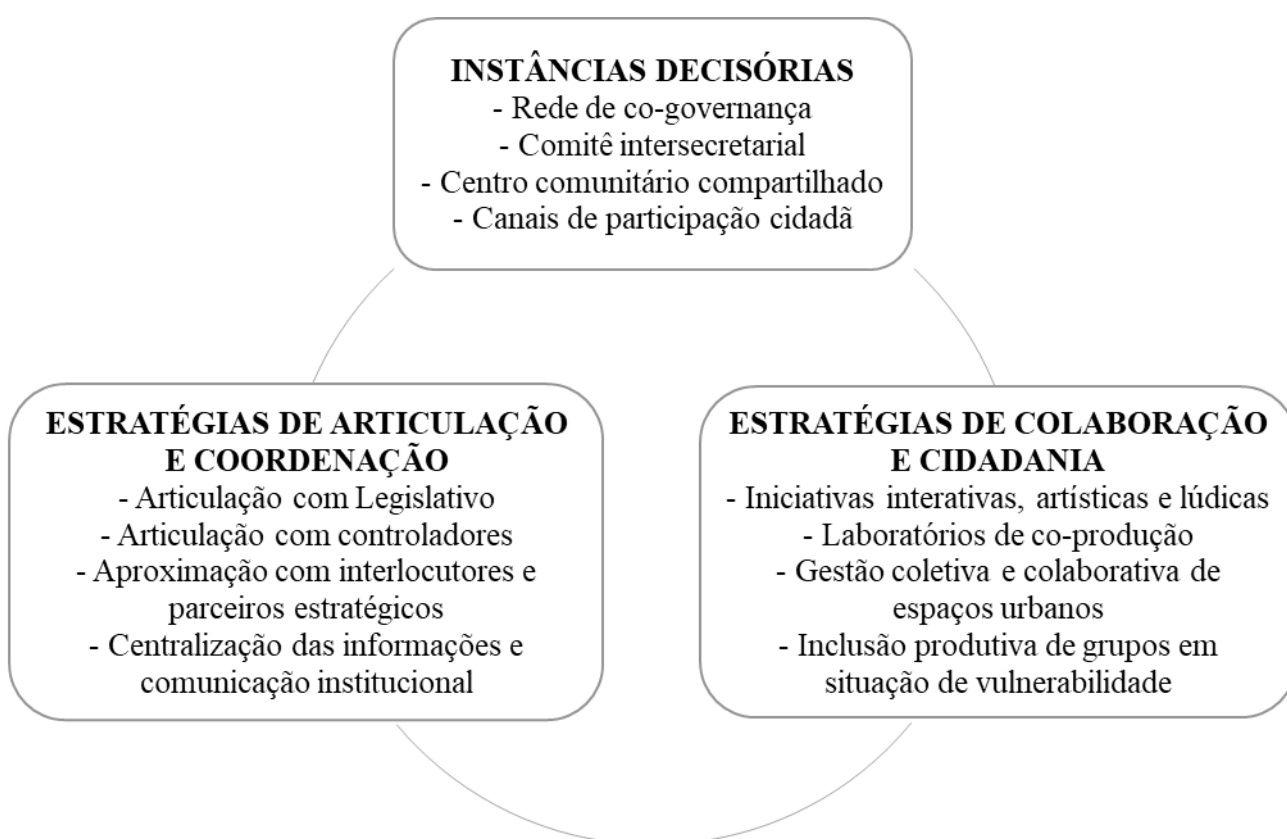 INSTÂNCIAS DECISÓRIAS
- Rede de co-governança
- Comitê intersecretarial
- Centro comunitário compartilhado
- Canais de participação cidadã
ESTRATÉGIAS DE ARTICULAÇÃO
E COORDENAÇÃO
- Articulação com Legislativo
- Articulação com controladores
- Aproximação com interlocutores e
parceiros estratégicos
- Centralização das informações e
comunicação institucional
ESTRATÉGIAS DE COLABORAÇÃO
E CIDADANIA
- Iniciativas interativas, artísticas e lúdicas
- Laboratórios de co-produção
- Gestão coletiva e colaborativa de
espaços urbanos
- Inclusão produtiva de grupos em
situação de vulnerabilidade